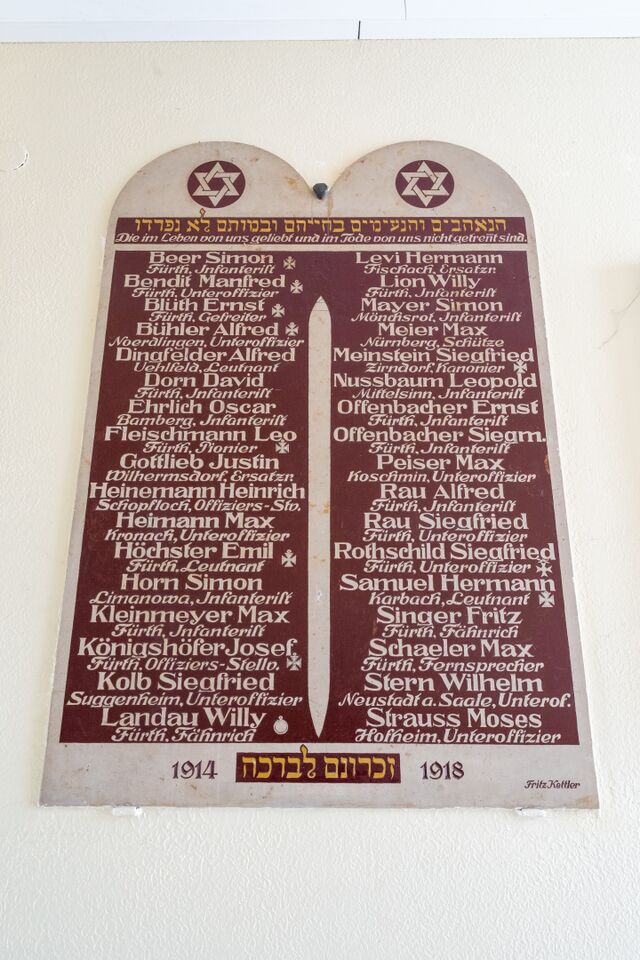 הנאהבים והנעימים בחייהם ובמותם לא נפרדו
Die im Leben von uns geliebt und im Tode von uns nicht getrent sind.
Beer Simon
Fürth, Infanterist
Bendit Manfred
Fürth, Unteroffizier
Blüth Ernst
Fürth, Gefreiter
Bühler Alfred
Noerdlingen, Unteroffizier
Dingfelder Alfred
Uehlfeld, Leutnant
Dorn David
Fürth, Infanterist
Ehrlich Oscar
Bamberg, Infanterist
Fleischmann Leo
Fürth, Pionier
Gottlieb Justin
Wilhermsdorf, Ersatzr.
Heinemann Heinrich
Schopfloch, Offiziers-Stv.
Heimann Max
Kronach, Unteroffizier
Höchster Emil
Fürth, Leutnant
Horn Simon
Limanowa, Infanterist
Kleinmeyer Max
Fürth, Infanterist
Königshöfer Josef
Fürth, Offiziers-Stellv.
Kolb Siegfried
Suggenheim, Unteroffizier
Landau Willy
Fürth, Fähnrich
Levi Hermann
Fischach, Ersatzr.
Lion Willy
Fürth, Infanterist
Mayer Simon
Mönchsrot, Infanterist
Meier Max
Nürnberg, Schütze
Meinstein Siegfried
Zirndorf, Kanonier
Nussbaum Leopold
Mittelsinn, Infanterist
Offenbacher Ernst
Fürth, Infanterist
Offenbacher Siegm.
Fürth, Infanterist
Peiser Max
Koschmin, Unteroffizier
Rau Alfred
Fürth, Infanterist
Rau Siegfried
Fürth, Unteroffizier
Rothschild Siegfried
Fürth, Unteroffizier
Samuel Hermann
Karbach, Leutnant
Singer Fritz
Fürth, Fähnrich
Schaeler Max
Fürth, Fernsprecher
Stern Wilhelm
Neustadt a. Saale, Unterof.
Strauss Moses
Hofheim, Unteroffizier
1914 זכרונם לברכה 1918
Fritz Kettler